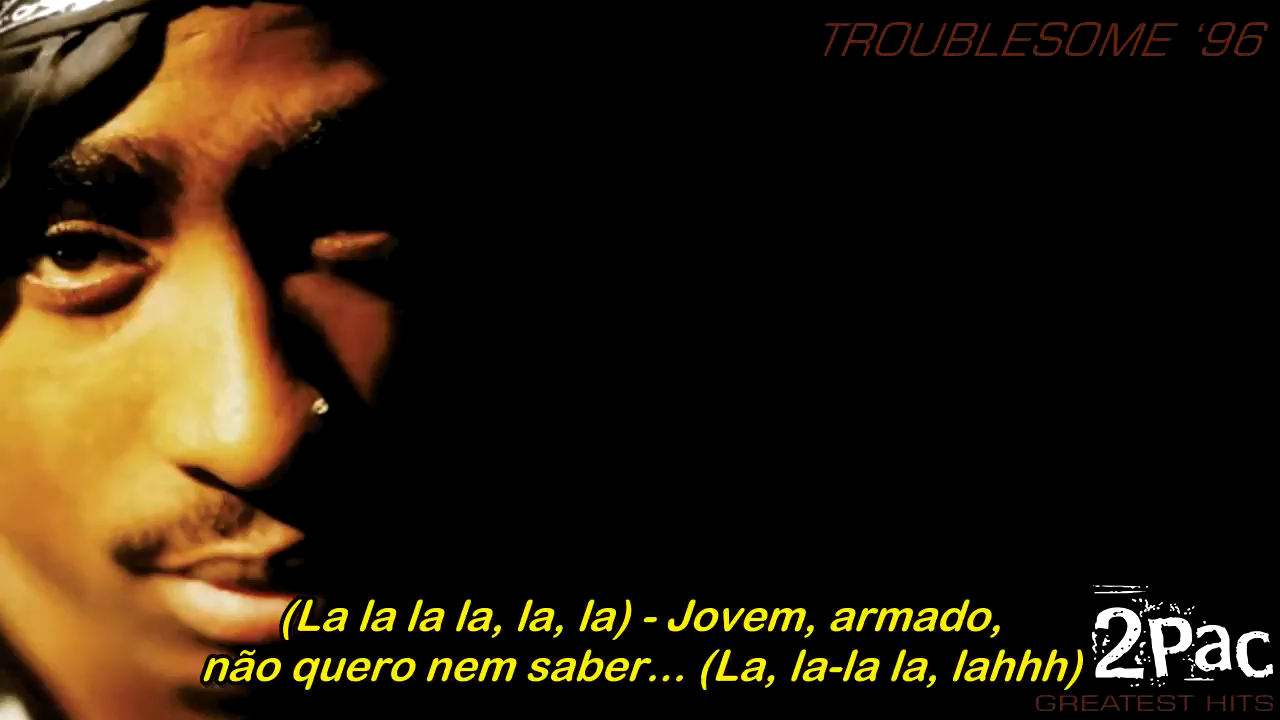 TROUBLESOME ‘96
(La la la la, la, la) - Jovem, armado,
não quero nem saber... (La, la-la la, lahhh)
2Pac
GREATEST HITS